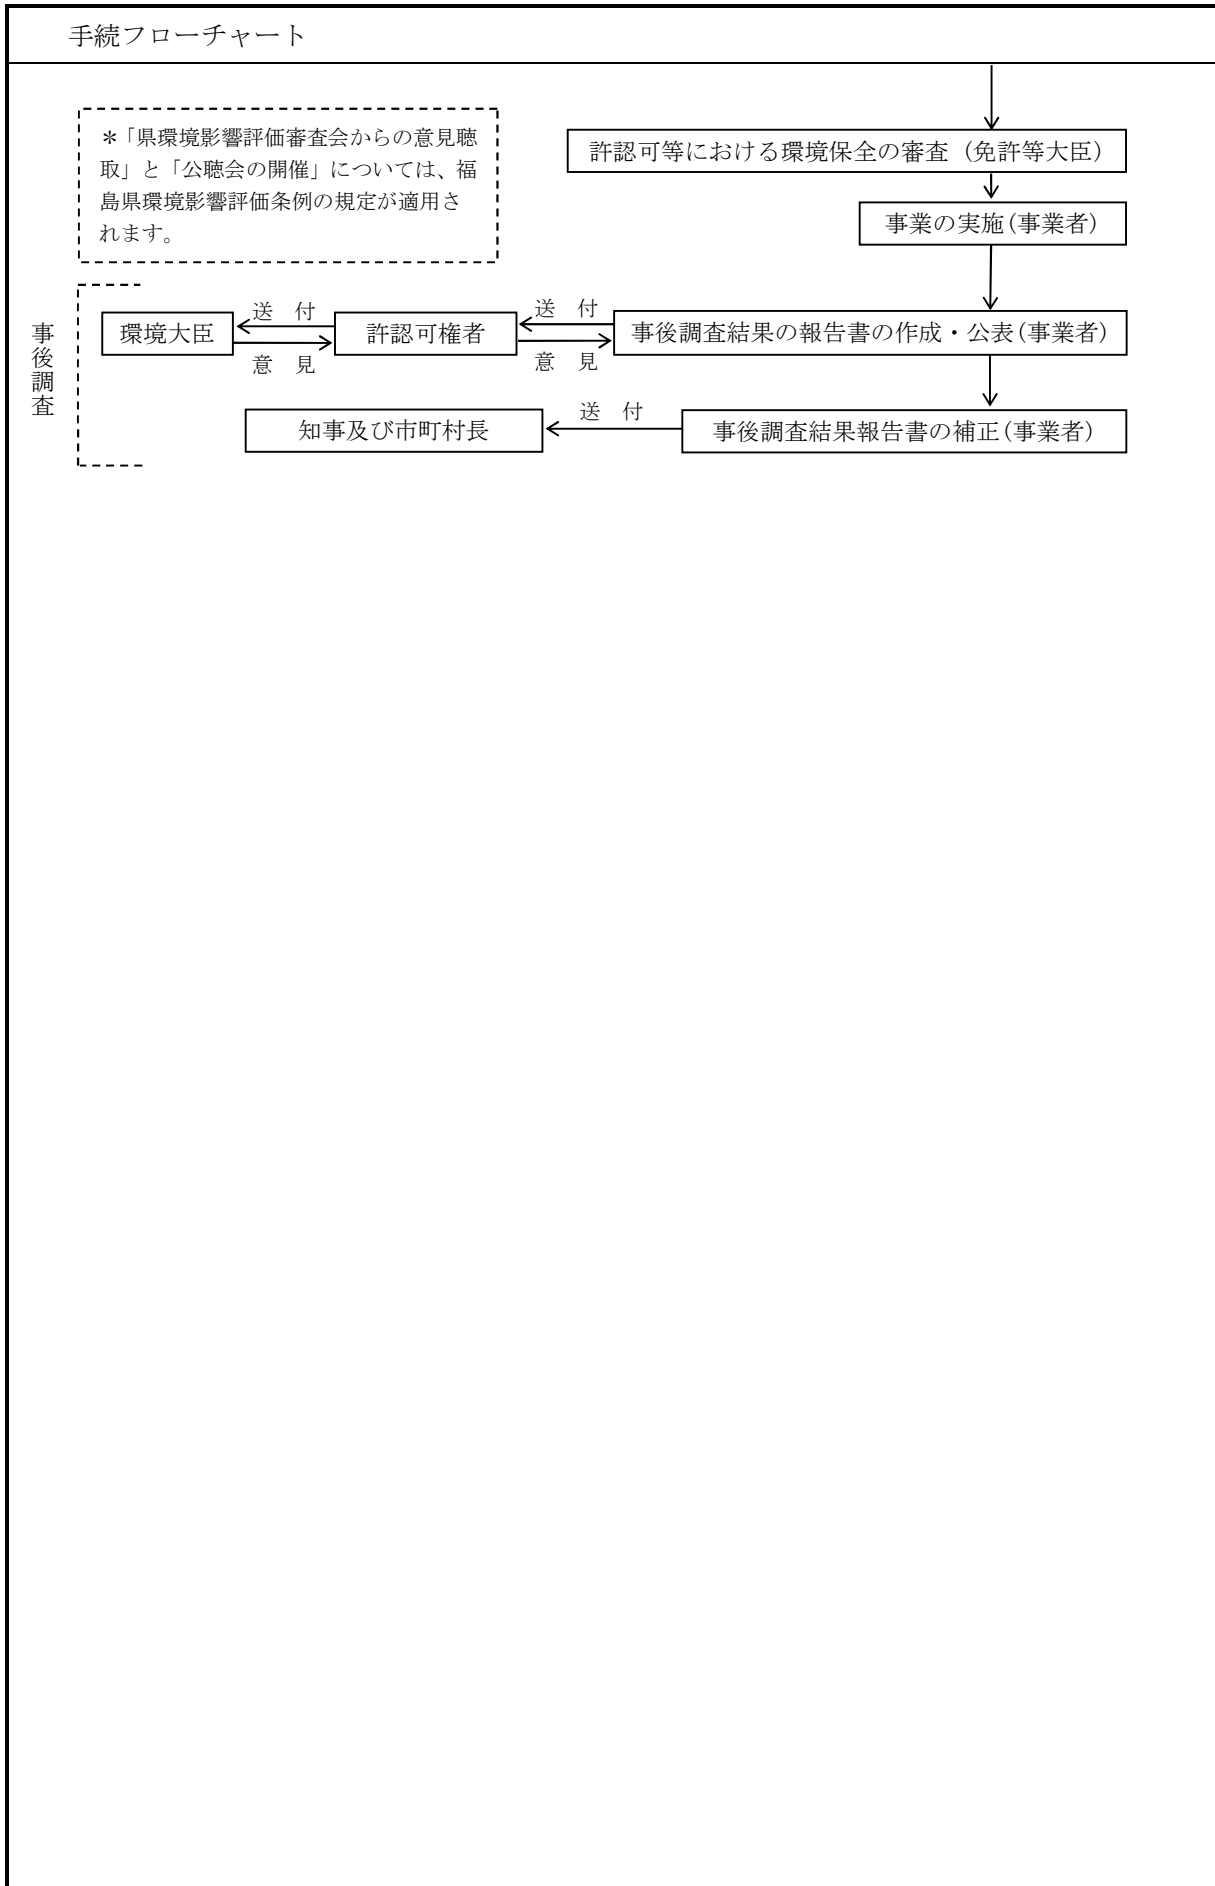 手続フローチャート
＊「県環境影響評価審査会からの意見聴
取」と「公聴会の開催」については、福
島県環境影響評価条例の規定が適用さ
れます。
許認可等における環境保全の審査（免許等大臣）
事業の実施(事業者)
事後調査
環境大臣
送　付
意　見
許認可権者
送　付
意　見
事後調査結果の報告書の作成・公表(事業者)
知事及び市町村長
送　付
事後調査結果報告書の補正(事業者)